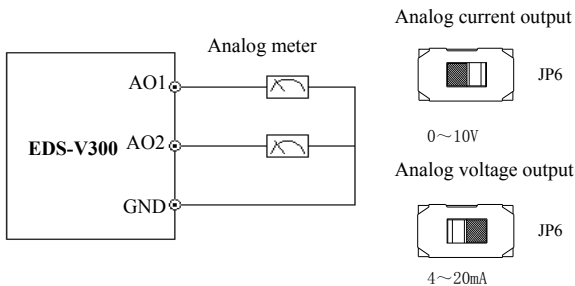 Analog meter
AO1
EDS-V300 AO2
GND
Analog current output
JP6
0～10V
Analog voltage output
JP6
4～20mA